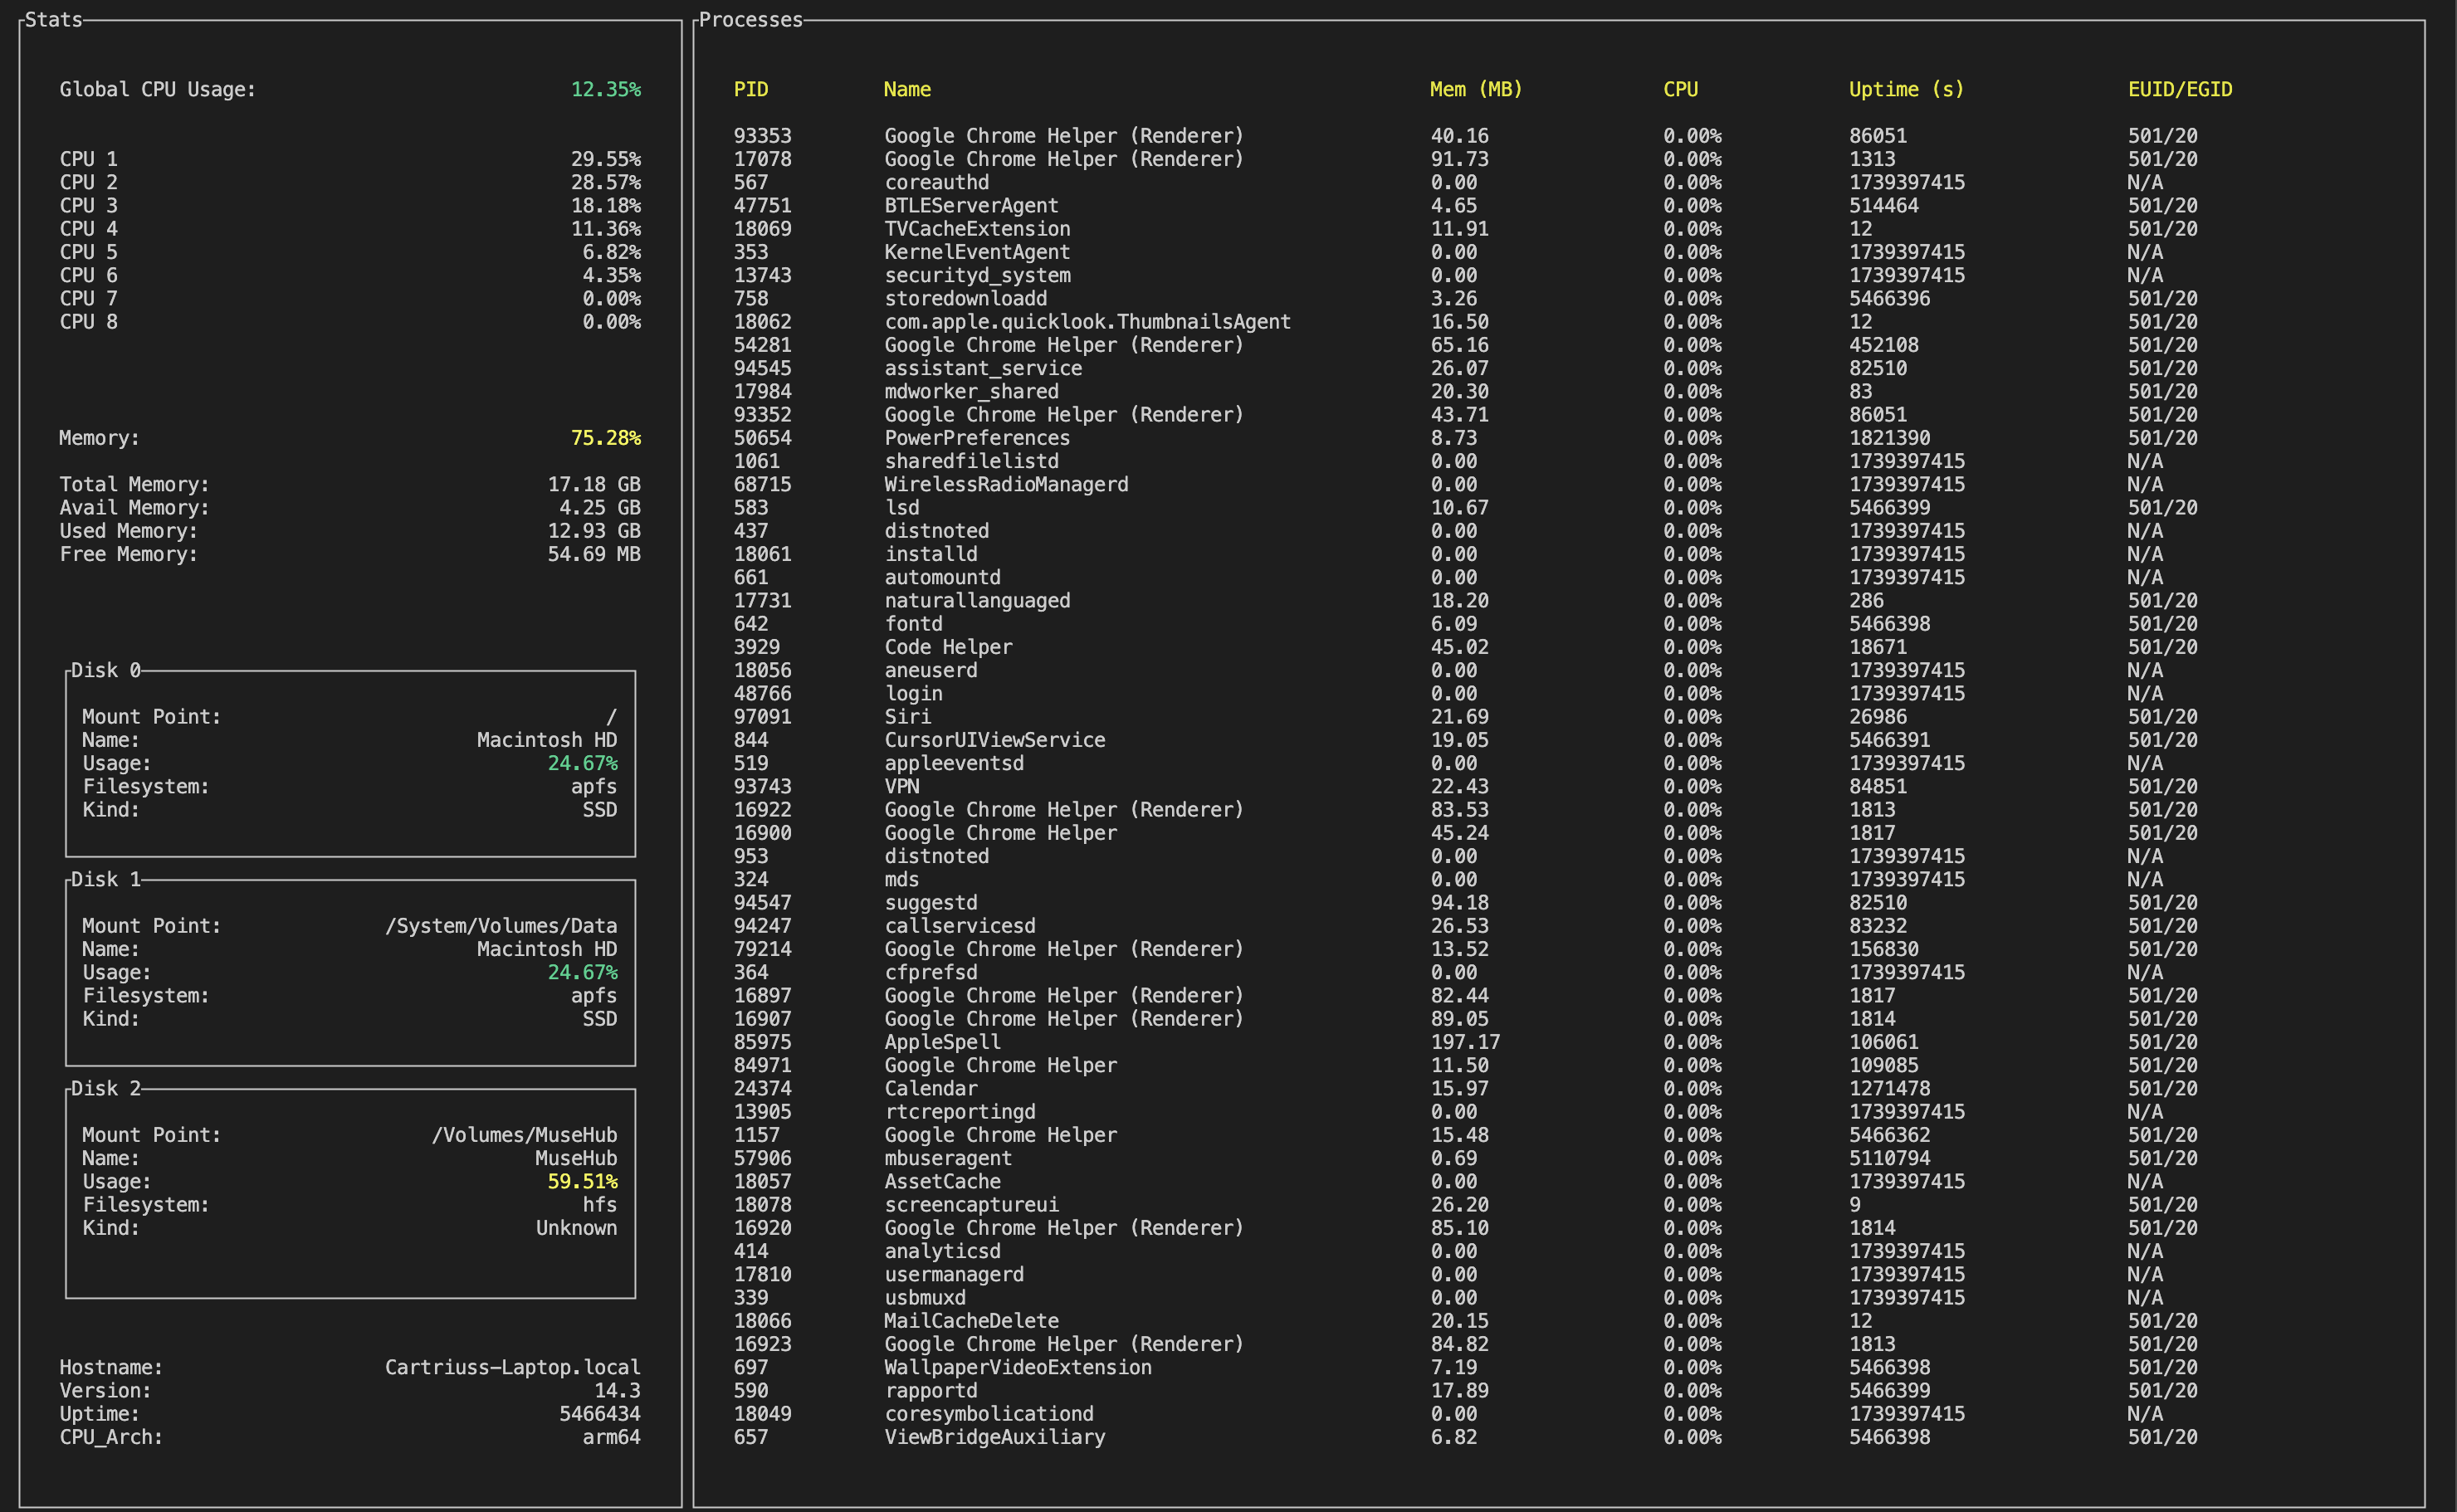 Stats
Global CPU Usage: 12.35%
CPU 1 29.55%
CPU 2 28.57%
CPU 3 18.18%
CPU 4 11.36%
CPU 5 6.82%
CPU 6 4.35%
CPU 7 0.00%
CPU 8 0.00%
Memory: 75.28%
Total Memory: 17.18 GB
Avail Memory: 4.25 GB
Used Memory: 12.93 GB
Free Memory: 54.69 MB
Disk 0
Mount Point: /
Name: Macintosh HD
Usage: 24.67%
Filesystem: apfs
Kind: SSD
Disk 1
Mount Point: /System/Volumes/Data
Name: Macintosh HD
Usage: 24.67%
Filesystem: apfs
Kind: SSD
Disk 2
Mount Point: /Volumes/MuseHub
Name: MuseHub
Usage: 59.51%
Filesystem: hfs
Kind: Unknown
Hostname: Cartriuss-Laptop.local
Version: 14.3
Uptime: 5466434
CPU_Arch: arm64
Processes
PID Name Mem (MB) CPU Uptime (s) EUID/EGID
93353 Google Chrome Helper (Renderer) 40.16 0.00% 86051 501/20
17078 Google Chrome Helper (Renderer) 91.73 0.00% 1313 501/20
567 coreauthd 0.00 0.00% 1739397415 N/A
47751 BTLEServerAgent 4.65 0.00% 514464 501/20
18069 TVCacheExtension 11.91 0.00% 12 501/20
353 KernelEventAgent 0.00 0.00% 1739397415 N/A
13743 securityd_system 0.00 0.00% 1739397415 N/A
758 storedownloadd 3.26 0.00% 5466396 501/20
18062 com.apple.quicklook.ThumbnailsAgent 16.50 0.00% 12 501/20
54281 Google Chrome Helper (Renderer) 65.16 0.00% 452108 501/20
94545 assistant_service 26.07 0.00% 82510 501/20
17984 mdworker_shared 20.30 0.00% 83 501/20
93352 Google Chrome Helper (Renderer) 43.71 0.00% 86051 501/20
50654 PowerPreferences 8.73 0.00% 1821390 501/20
1061 sharedfilelistd 0.00 0.00% 1739397415 N/A
68715 WirelessRadioManagerd 0.00 0.00% 1739397415 N/A
583 lsd 10.67 0.00% 5466399 501/20
437 distnoted 0.00 0.00% 1739397415 N/A
18061 installd 0.00 0.00% 1739397415 N/A
661 automountd 0.00 0.00% 1739397415 N/A
17731 naturallanguaged 18.20 0.00% 286 501/20
642 fontd 6.09 0.00% 5466398 501/20
3929 Code Helper 45.02 0.00% 18671 501/20
18056 aneuserd 0.00 0.00% 1739397415 N/A
48766 login 0.00 0.00% 1739397415 N/A
97091 Siri 21.69 0.00% 26986 501/20
844 CursorUIViewService 19.05 0.00% 5466391 501/20
519 appleeventsd 0.00 0.00% 1739397415 N/A
93743 VPN 22.43 0.00% 84851 501/20
16922 Google Chrome Helper (Renderer) 83.53 0.00% 1813 501/20
16900 Google Chrome Helper 45.24 0.00% 1817 501/20
953 distnoted 0.00 0.00% 1739397415 N/A
324 mds 0.00 0.00% 1739397415 N/A
94547 suggestd 94.18 0.00% 82510 501/20
94247 callservicesd 26.53 0.00% 83232 501/20
79214 Google Chrome Helper (Renderer) 13.52 0.00% 156830 501/20
364 cfprefsd 0.00 0.00% 1739397415 N/A
16897 Google Chrome Helper (Renderer) 82.44 0.00% 1817 501/20
16907 Google Chrome Helper (Renderer) 89.05 0.00% 1814 501/20
85975 AppleSpell 197.17 0.00% 106061 501/20
84971 Google Chrome Helper 11.50 0.00% 109085 501/20
24374 Calendar 15.97 0.00% 1271478 501/20
13905 rtcreportingd 0.00 0.00% 1739397415 N/A
1157 Google Chrome Helper 15.48 0.00% 5466362 501/20
57906 mbuseragent 0.69 0.00% 5110794 501/20
18057 AssetCache 0.00 0.00% 1739397415 N/A
18078 screencaptureui 26.20 0.00% 9 501/20
16920 Google Chrome Helper (Renderer) 85.10 0.00% 1814 501/20
414 analyticsd 0.00 0.00% 1739397415 N/A
17810 usermanagerd 0.00 0.00% 1739397415 N/A
339 usbmuxd 0.00 0.00% 1739397415 N/A
18066 MailCacheDelete 20.15 0.00% 12 501/20
16923 Google Chrome Helper (Renderer) 84.82 0.00% 1813 501/20
697 WallpaperVideoExtension 7.19 0.00% 5466398 501/20
590 rapportd 17.89 0.00% 5466399 501/20
18049 coresymbolicationd 0.00 0.00% 1739397415 N/A
657 ViewBridgeAuxiliary 6.82 0.00% 5466398 501/20